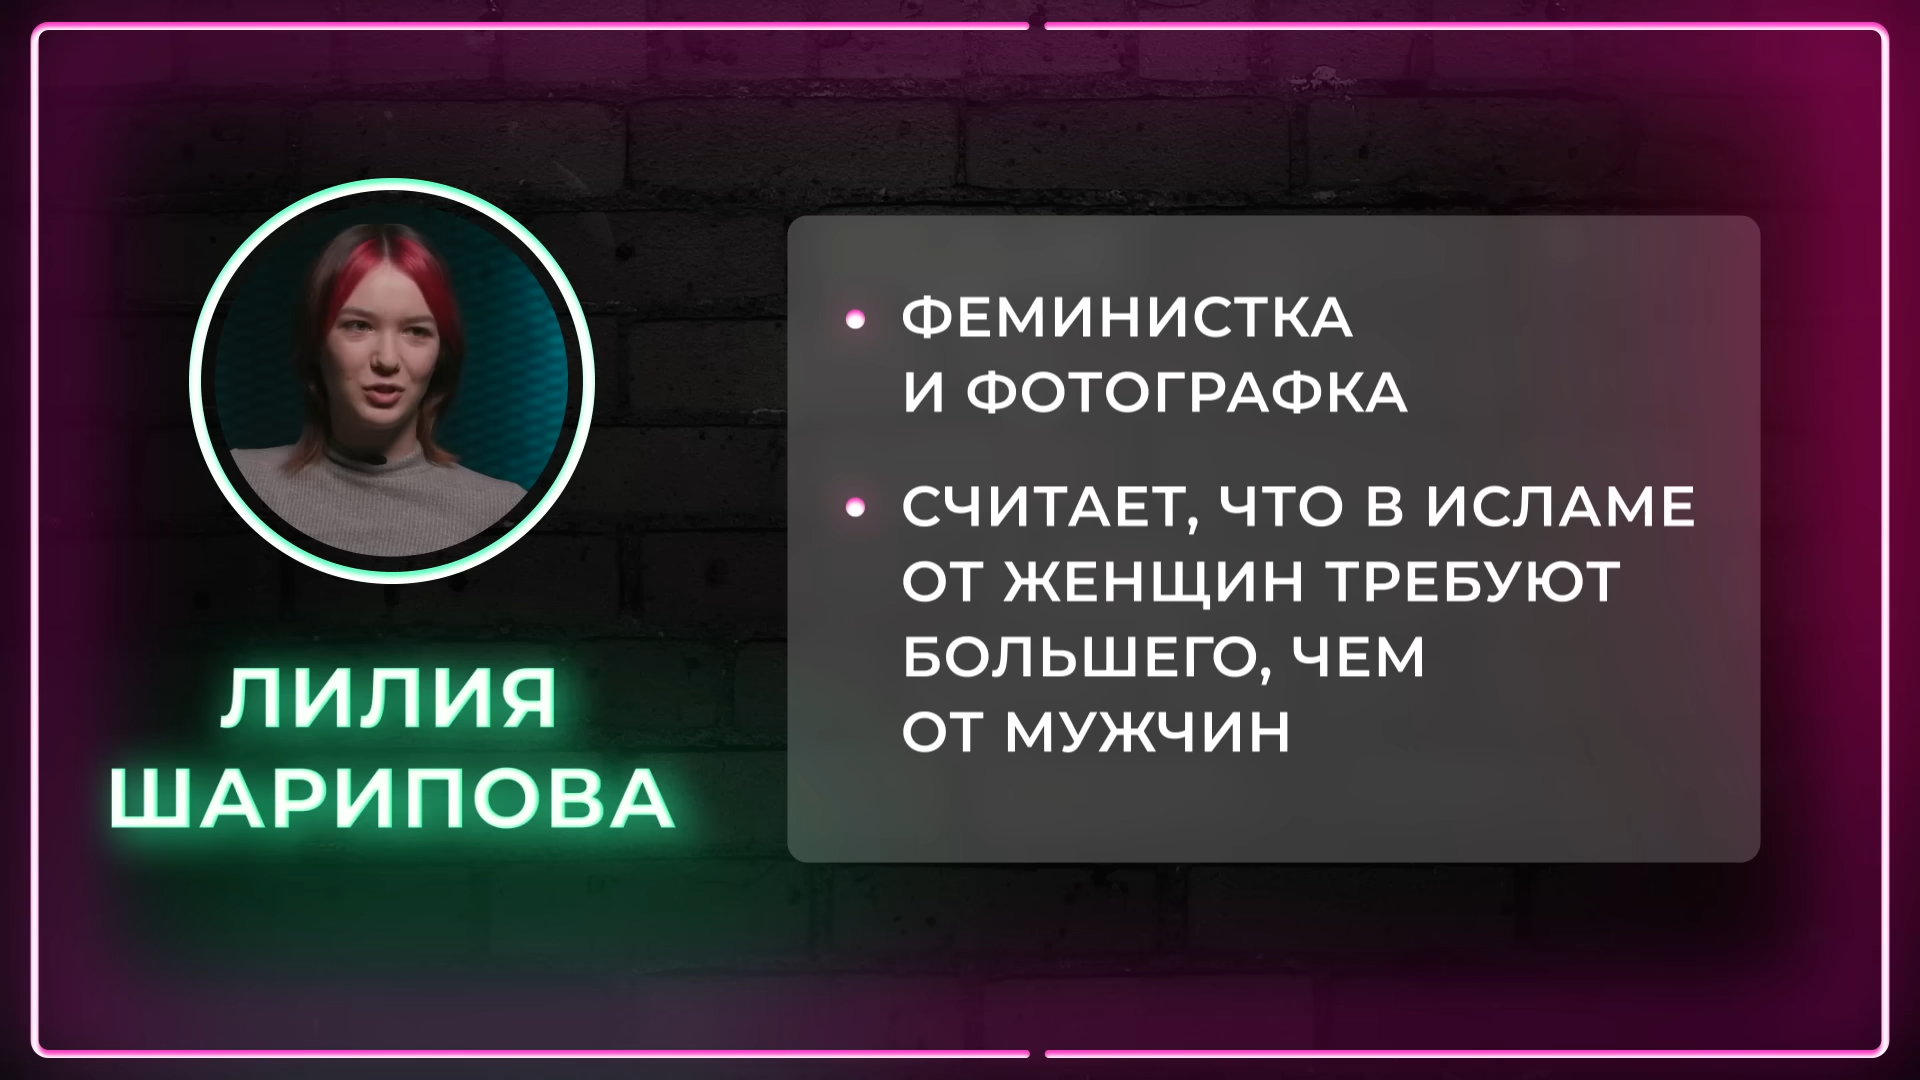 ЛИЛИЯ
ШАРИПОВА
• ФЕМИНИСТКА
И ФОТОГРАФКА
• СЧИТАЕТ, ЧТО В ИСЛАМЕ
ОТ ЖЕНЩИН ТРЕБУЮТ
БОЛЬШЕГО, ЧЕМ
ОТ МУЖЧИН